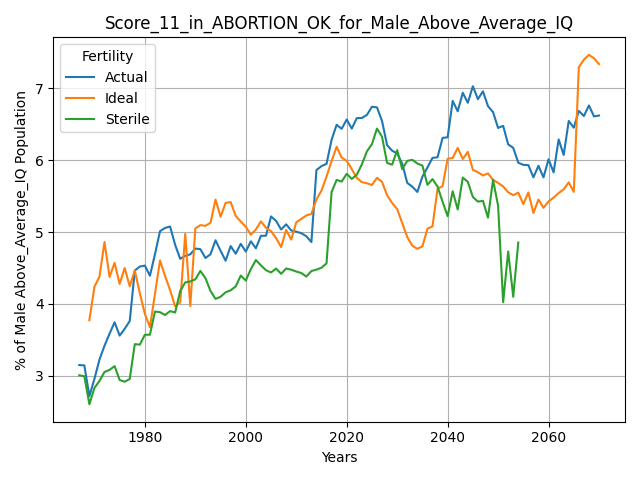 Score_11_in_ABORTION_OK_for_Male_Above_Average_IQ
Fertility
Actual
Ideal
Sterile
% of Male Above_Average_IQ Population
7
6
5
4
3
1980
2000
2020
2040
2060
Years